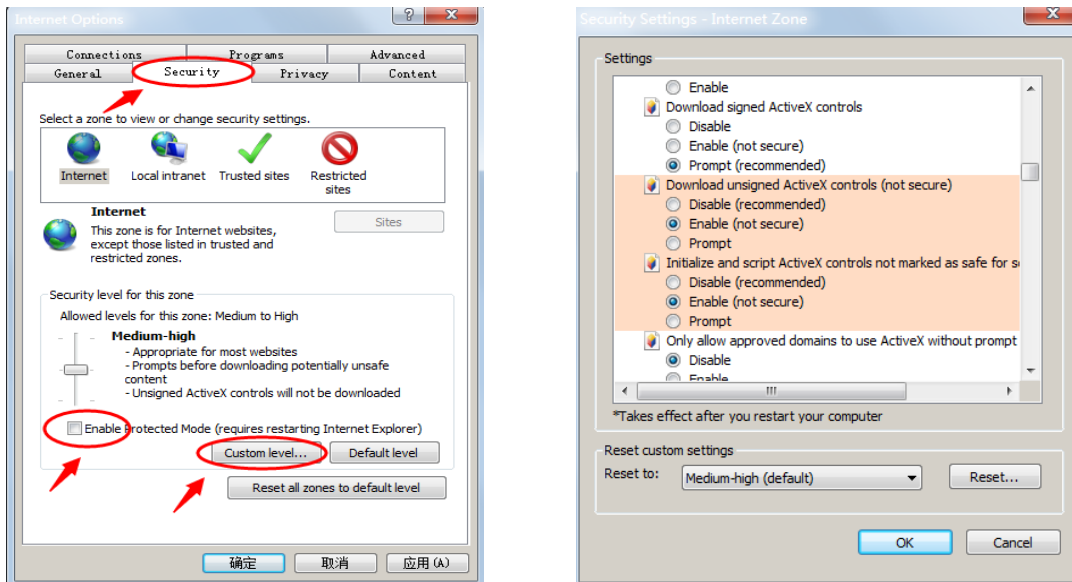 Internet Options
Connections Programs Advanced
General Security Privacy Content
Select a zone to view or change security settings.
Internet Local intranet Trusted sites Restricted
sites
Internet
Sites
This zone is for Internet websites,
except those listed in trusted and
restricted zones.
Security level for this zone
Allowed levels for this zone: Medium to High
Medium-high
- Appropriate for most websites
- Prompts before downloading potentially unsafe
content
- Unsigned ActiveX controls will not be downloaded
Enable Protected Mode (requires restarting Internet Explorer)
Custom level... Default level
Reset all zones to default level
确定 取消 应用(A)
Security Settings - Internet Zone
Settings
Enable
Download signed ActiveX controls
Disable
Enable (not secure)
Prompt (recommended)
Download unsigned ActiveX controls (not secure)
Disable (recommended)
Enable (not secure)
Prompt
Initialize and script ActiveX controls not marked as safe for s
Disable (recommended)
Enable (not secure)
Prompt
Only allow approved domains to use ActiveX without prompt
Disable
Enable
*Takes effect after you restart your computer
Reset custom settings
Reset to: Medium-high (default) Reset...
OK Cancel